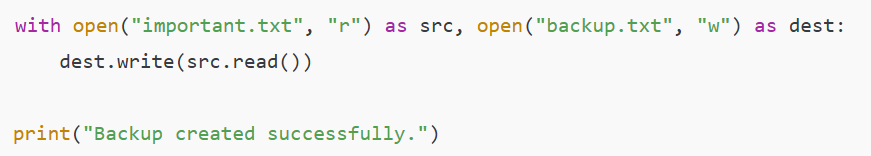 with open("important.txt", "r") as src, open("backup.txt", "w") as dest:
    dest.write(src.read())
print("Backup created successfully.")